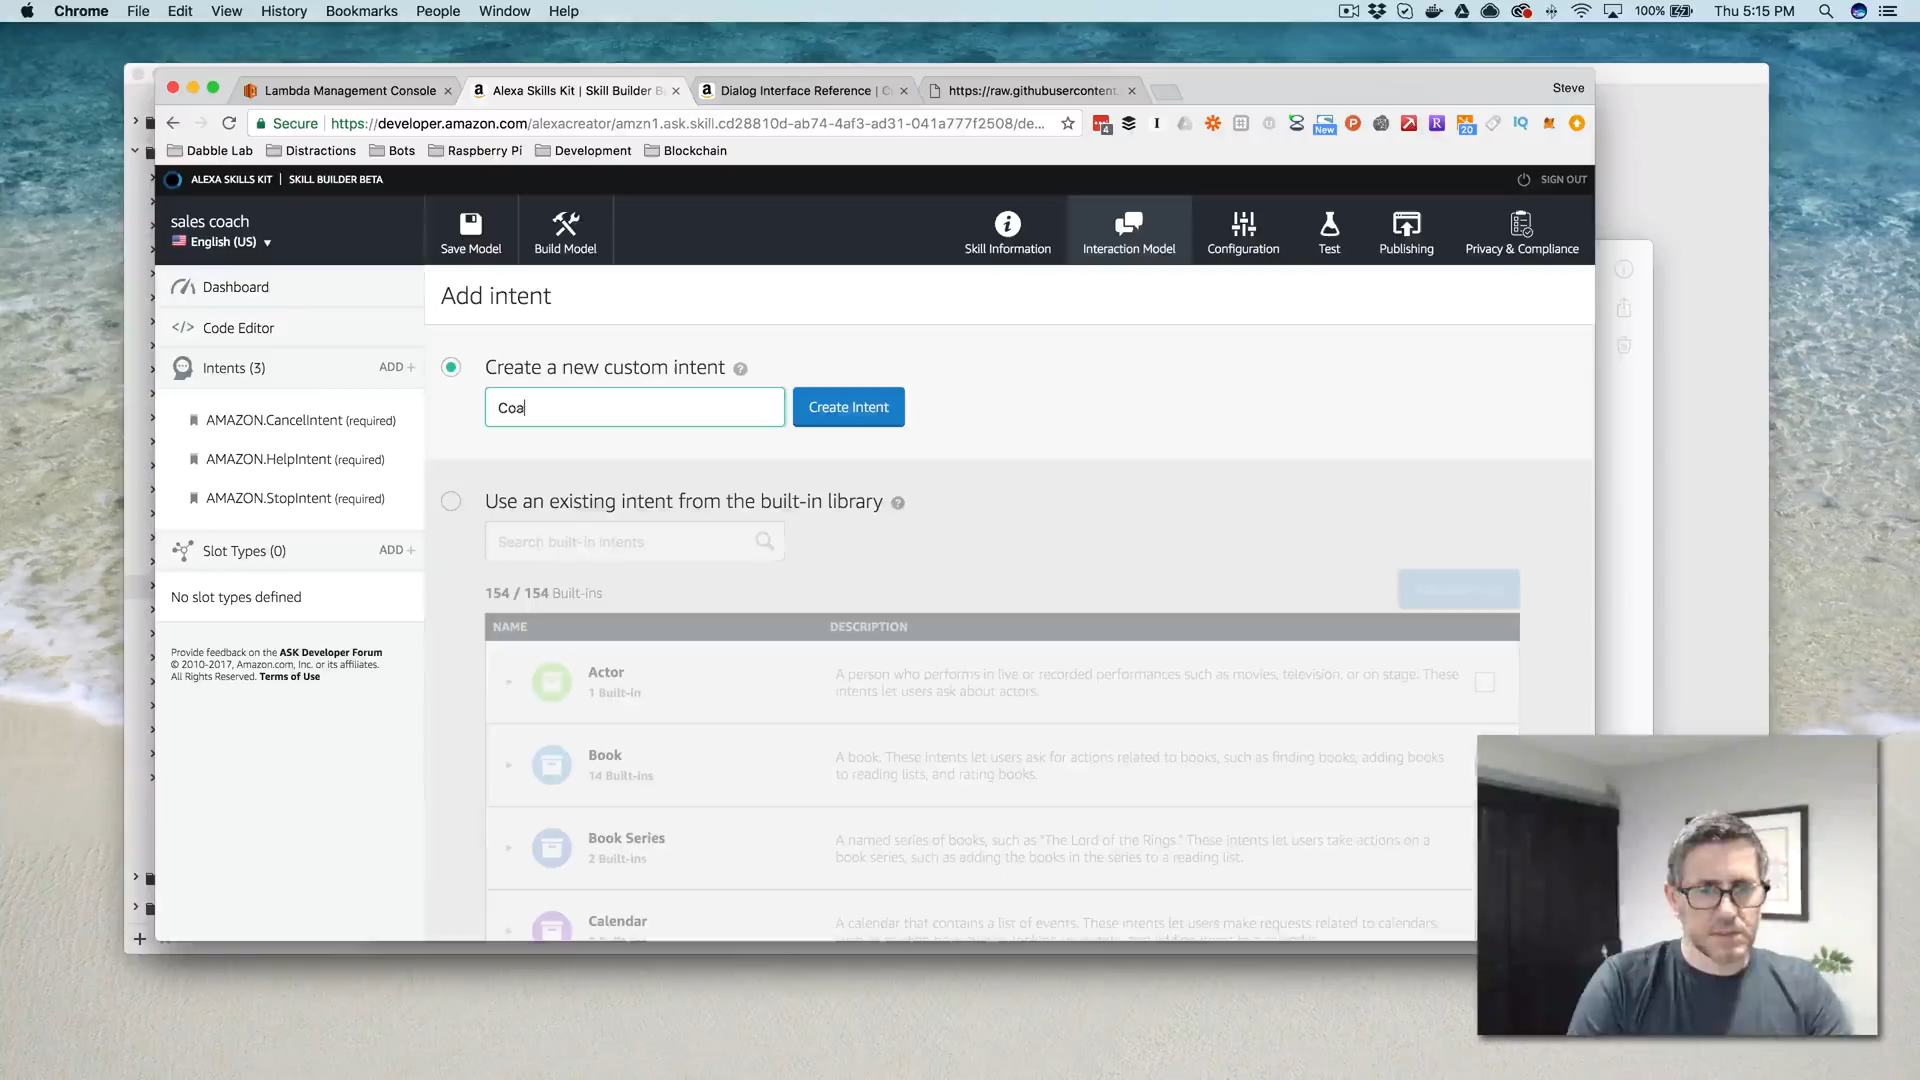 Chrome File Edit View History Bookmarks People Window Help
100% Thu 5:15 PM
Lambda Management Console
Alexa Skills Kit | Skill Builder B
Dialog Interface Reference |
https://raw.githubusercontent.
Steve
Secure https://developer.amazon.com/alexacreator/amzn1.ask.skill.cd28810d-ab74-4af3-ad31-041a777f2508/de...
4
New
20
IQ
Dabble Lab Distractions Bots Raspberry Pi Development Blockchain
ALEXA SKILLS KIT | SKILL BUILDER BETA
SIGN OUT
sales coach
English (US)
Save Model
Build Model
Skill Information
Interaction Model
Configuration
Test
Publishing
Privacy & Compliance
Dashboard
Code Editor
Intents (3) ADD +
AMAZON.CancelIntent (required)
AMAZON.HelpIntent (required)
AMAZON.StopIntent (required)
Slot Types (0) ADD +
No slot types defined
Provide feedback on the ASK Developer Forum
© 2010-2017, Amazon.com, Inc. or its affiliates.
All Rights Reserved. Terms of Use
Add intent
Create a new custom intent
Coa
Create Intent
Use an existing intent from the built-in library
Search built-in intents
154 / 154 Built-ins
NAME DESCRIPTION
Actor
1 Built-in
A person who performs in live or recorded performances such as movies, television, or on stage. These
intents let users ask about actors.
Book
14 Built-ins
A book. These intents let users ask for actions related to books, such as finding books, adding books
to reading lists, and rating books.
Book Series
2 Built-ins
A named series of books, such as "The Lord of the Rings." These intents let users take actions on a
book series, such as adding the books in the series to a reading list.
Calendar
A calendar that contains a list of events. These intents let users make requests related to calendars,